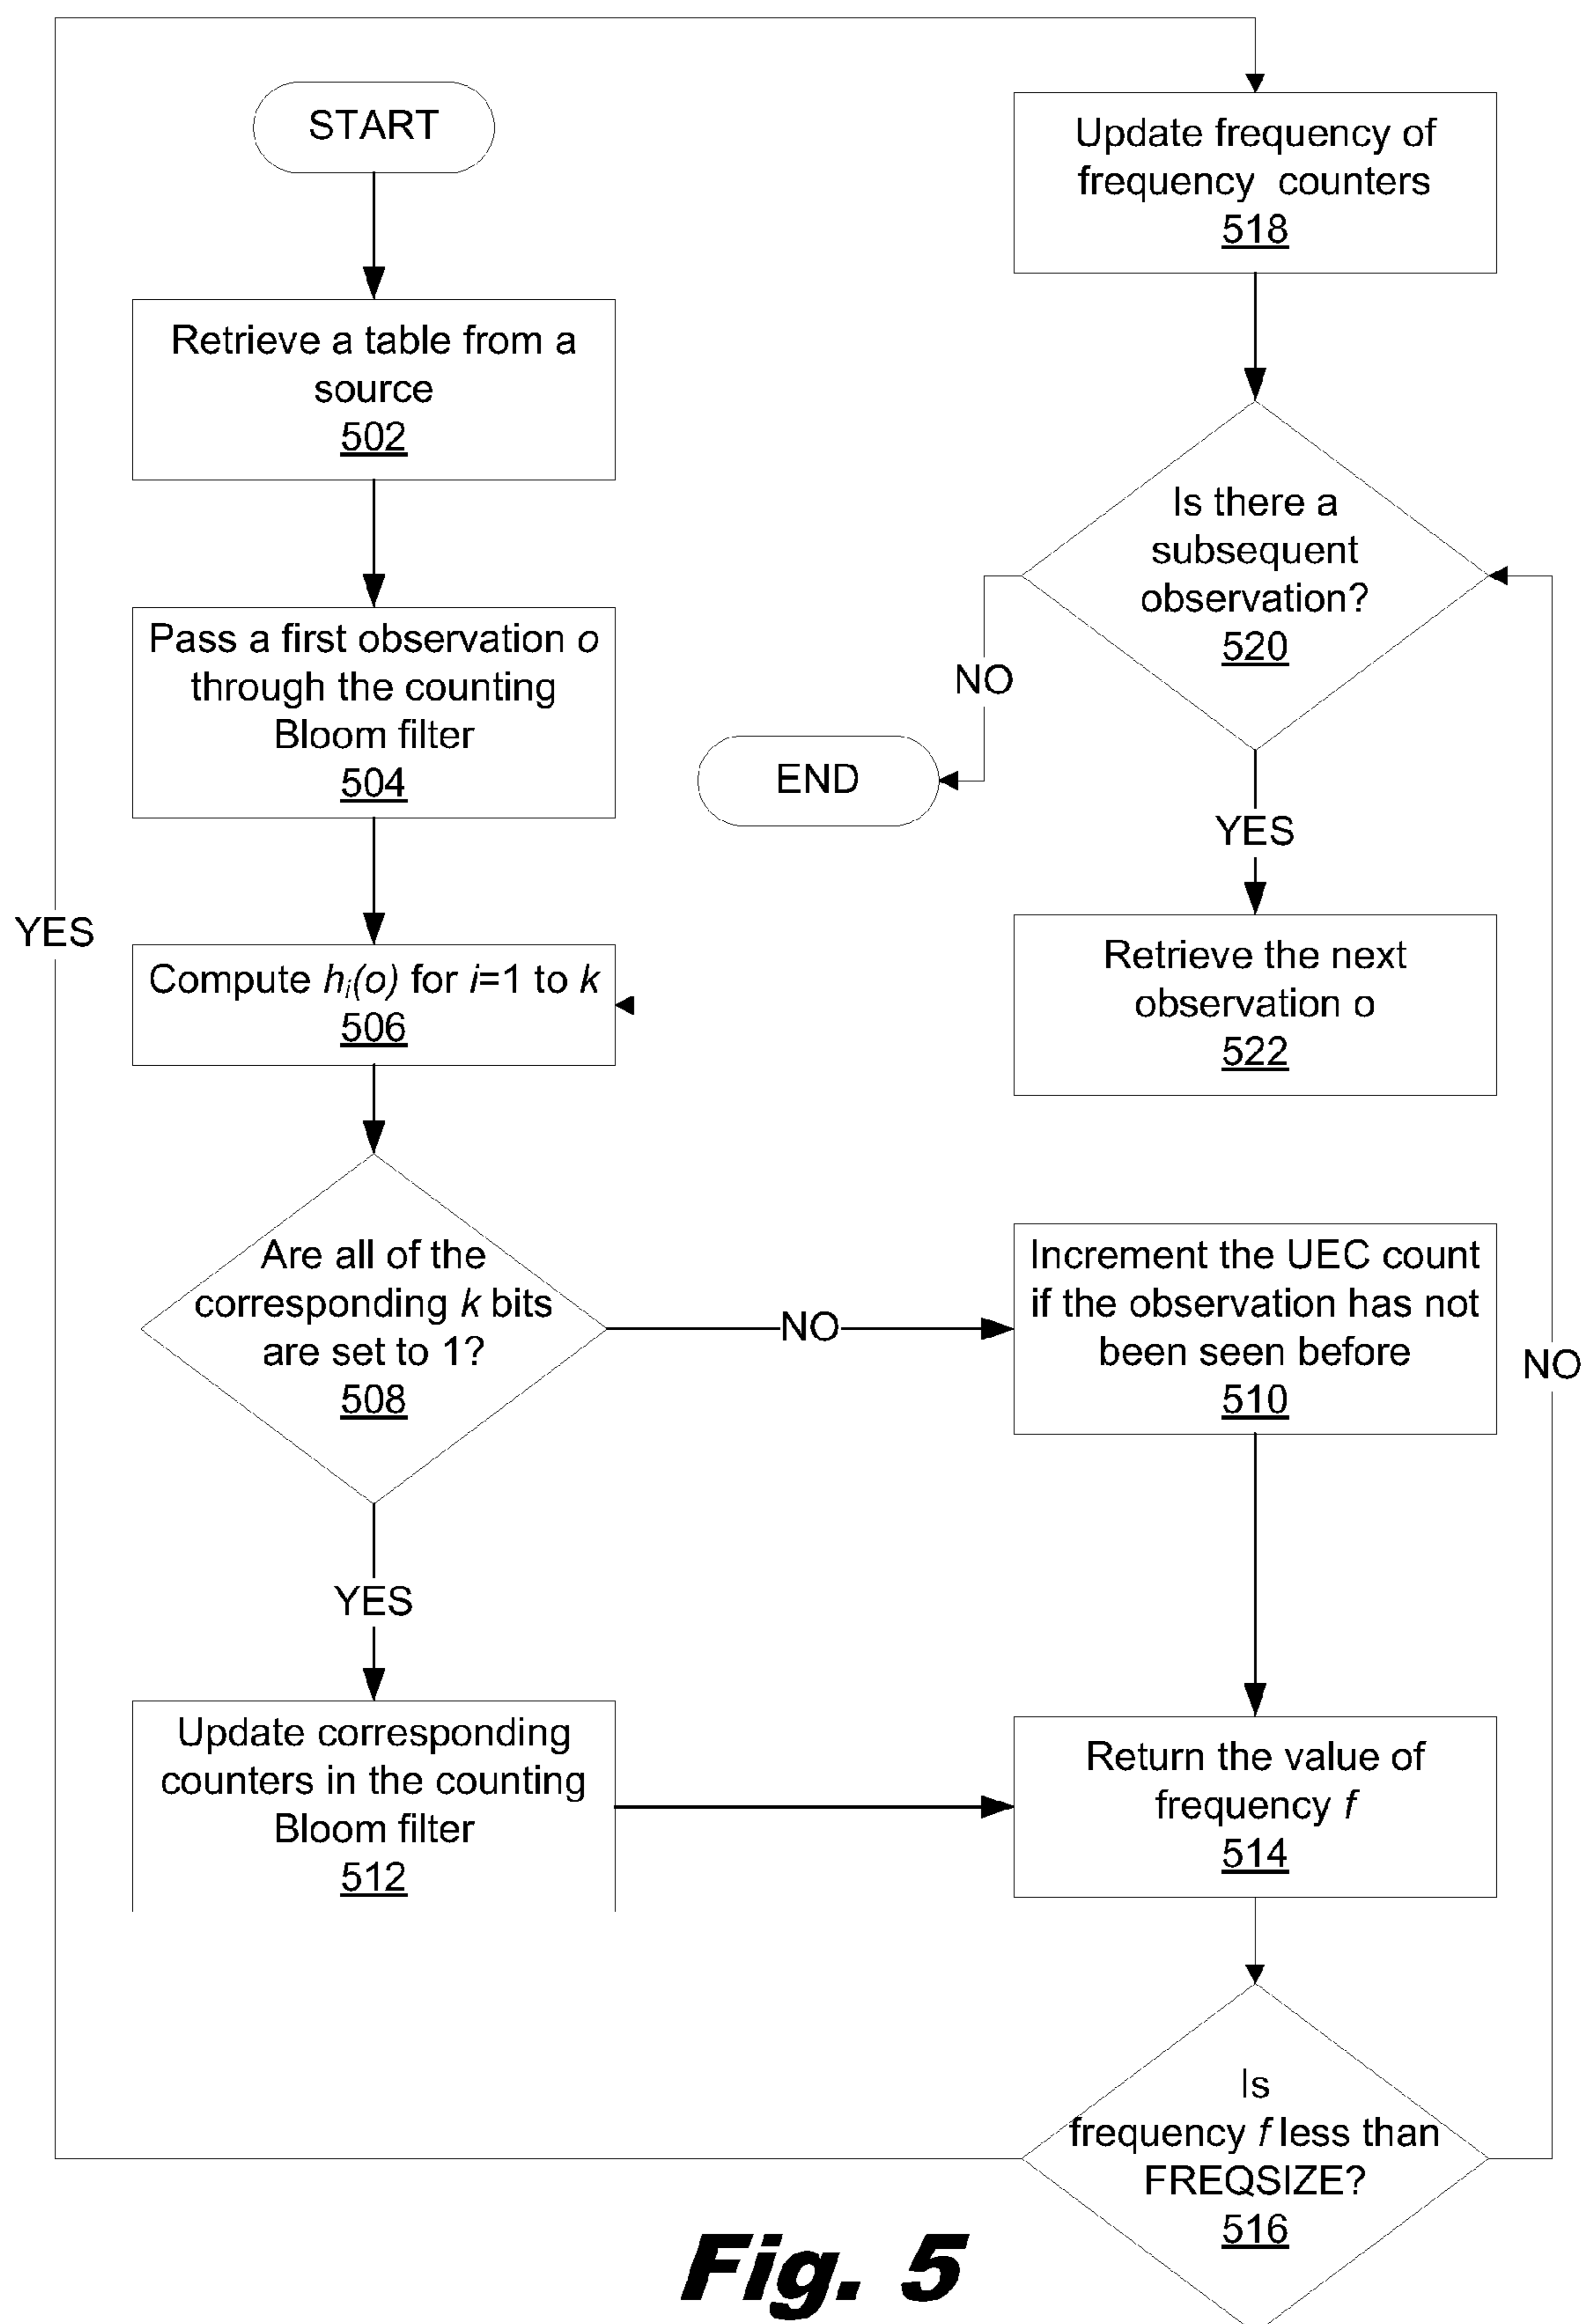 START
Retrieve a table from a
source
502
Pass a first observation o
through the counting
Bloom filter
504
Compute hi(o) for i=1 to k
506
Are all of the
corresponding k bits
are set to 1?
508
NO
YES
Update corresponding
counters in the counting
Bloom filter
512
YES
Update frequency of
frequency counters
518
Is there a
subsequent
observation?
520
NO
END
YES
Retrieve the next
observation o
522
Increment the UEC count
if the observation has not
been seen before
510
NO
Return the value of
frequency f
514
Is
frequency f less than
FREQSIZE?
516
Fig. 5